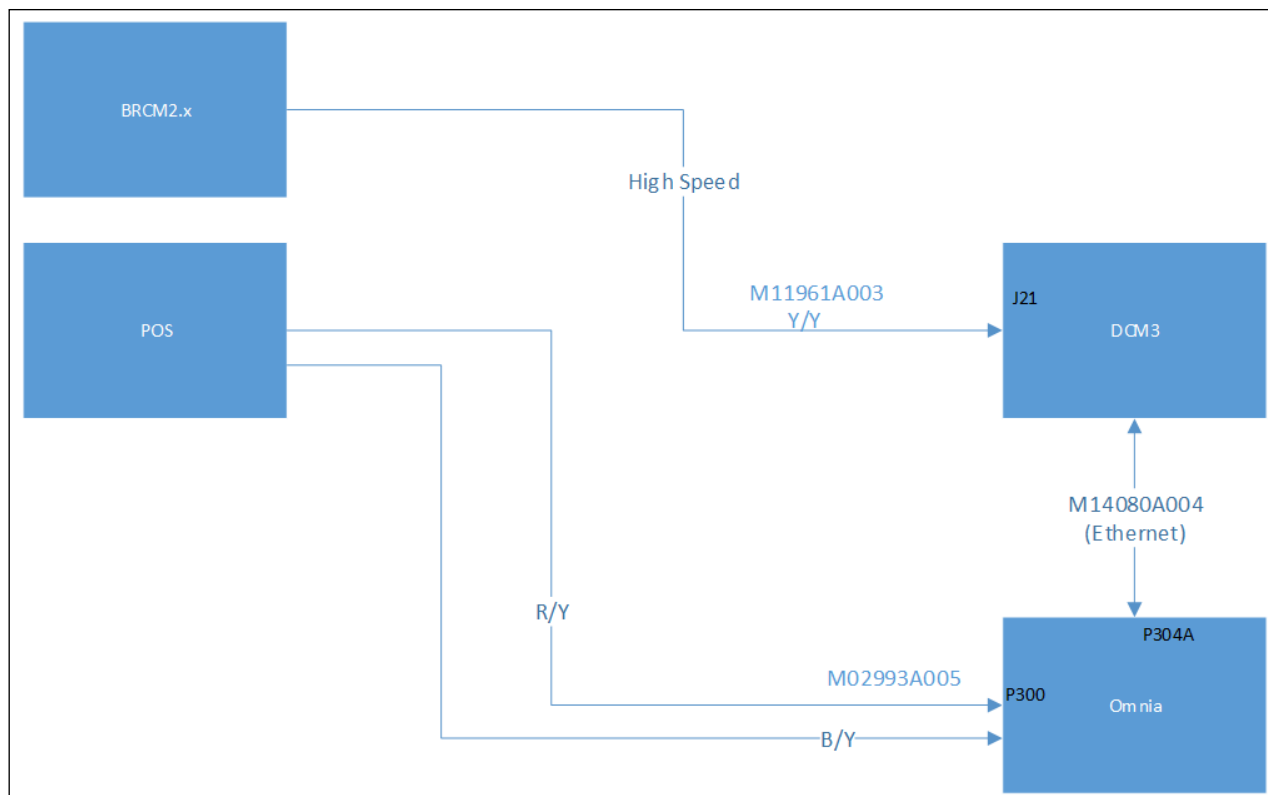 BRCM2.x
High Speed
POS
M11961A003
Y/Y
J21
DCM3
M14080A004
(Ethernet)
R/Y
P304A
M02993A005
P300
Omnia
B/Y